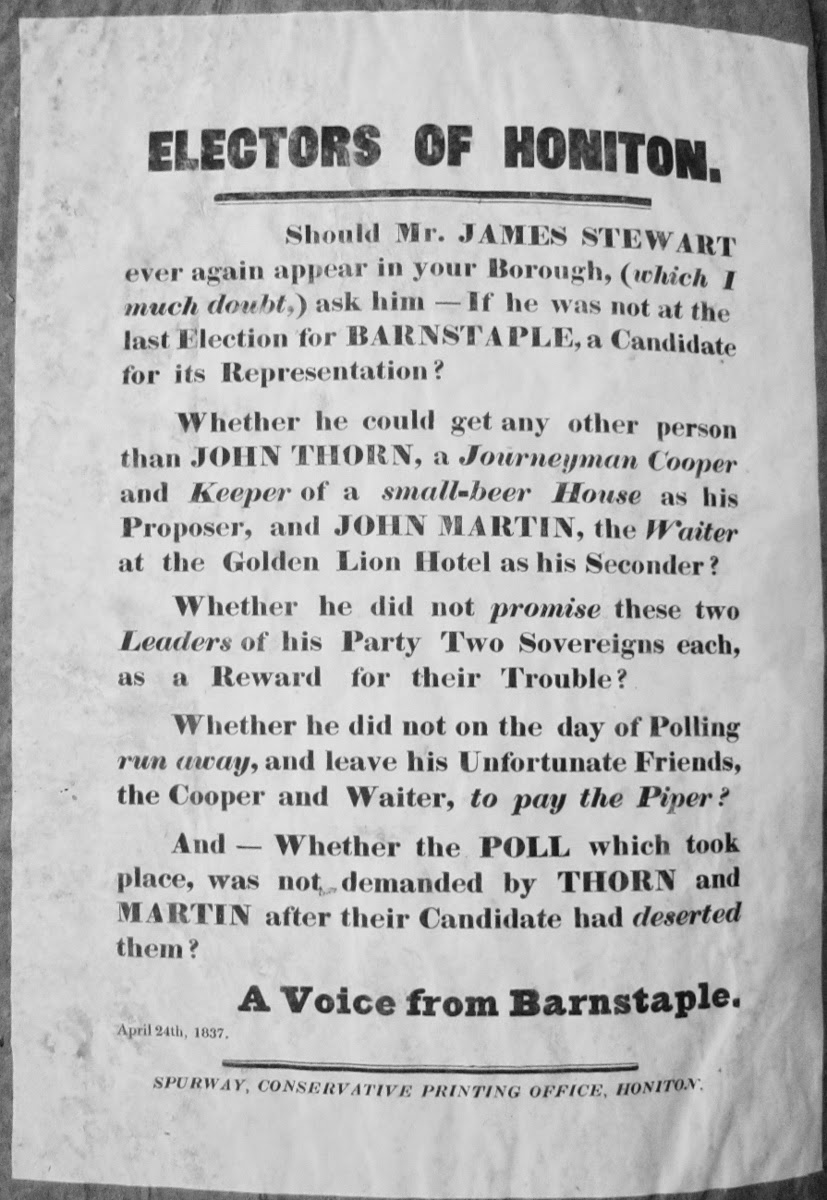 ELECTORS OF HONITON.
Should Mr. JAMES STEWART
ever again appear in your Borough, (which I
much doubt,) ask him — If he was not at the
last Election for BARNSTAPLE, a Candidate
for its Representation?
Whether he could get any other person
than JOHN THORN, a Journeyman Cooper
and Keeper of a small-beer House as his
Proposer, and JOHN MARTIN, the Waiter
at the Golden Lion Hotel as his Seconder?
Whether he did not promise these two
Leaders of his Party Two Sovereigns each,
as a Reward for their Trouble?
Whether he did not on the day of Polling
run away, and leave his Unfortunate Friends,
the Cooper and Waiter, to pay the Piper?
And — Whether the POLL which took
place, was not, demanded by THORN and
MARTIN after their Candidate had deserted
them?
A Voice from Barnstaple.
April 24th, 1837.
SPURWAY, CONSERVATIVE PRINTING OFFICE, HONITON.